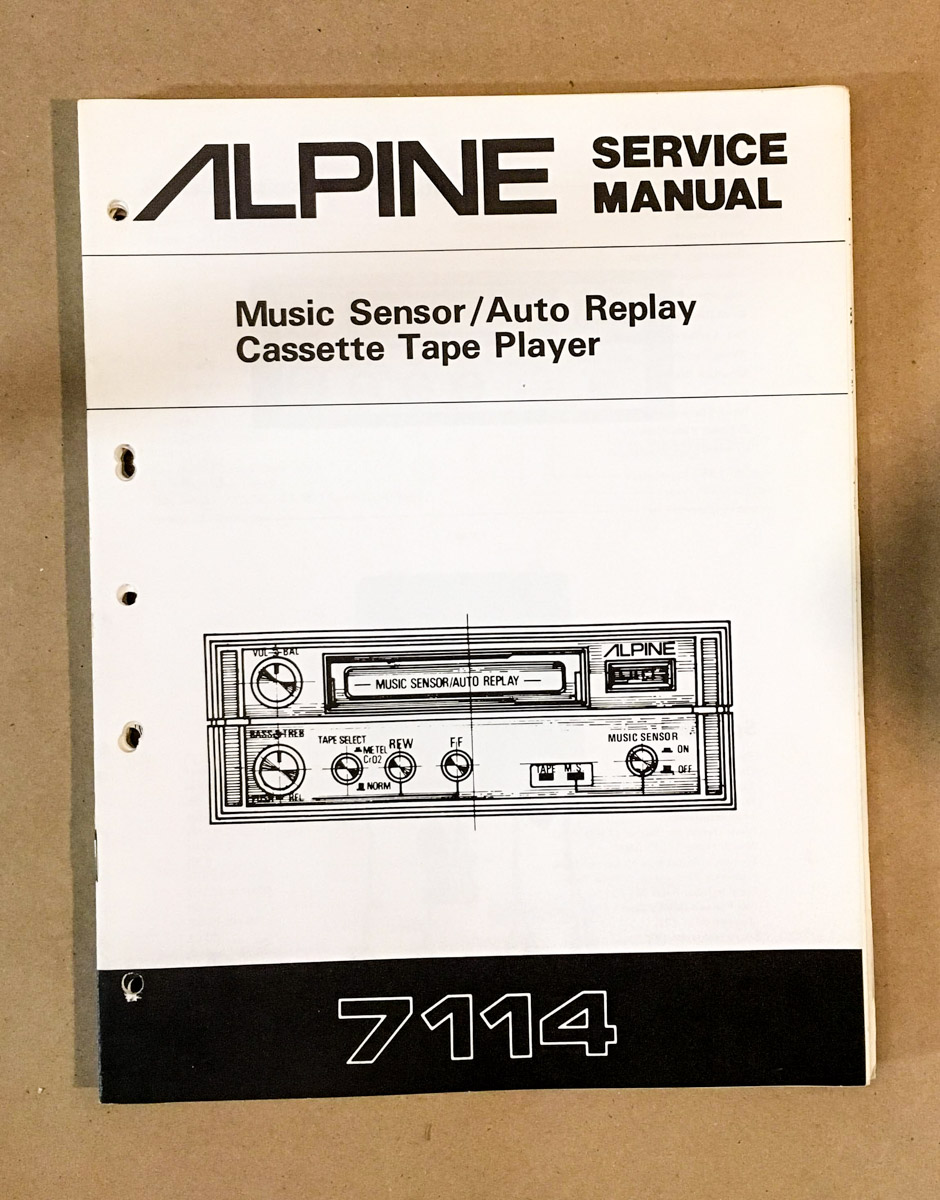 ALPINE
SERVICE
MANUAL
Music Sensor/Auto Replay
Cassette Tape Player
VOL BAL
ALPINE
MUSIC SENSOR/AUTO REPLAY
BASS TREB
TAPE SELECT
METEL
CrO2
NORM
REW
F·F
TAPE M.S.
MUSIC SENSOR
ON
OFF
REL
7114